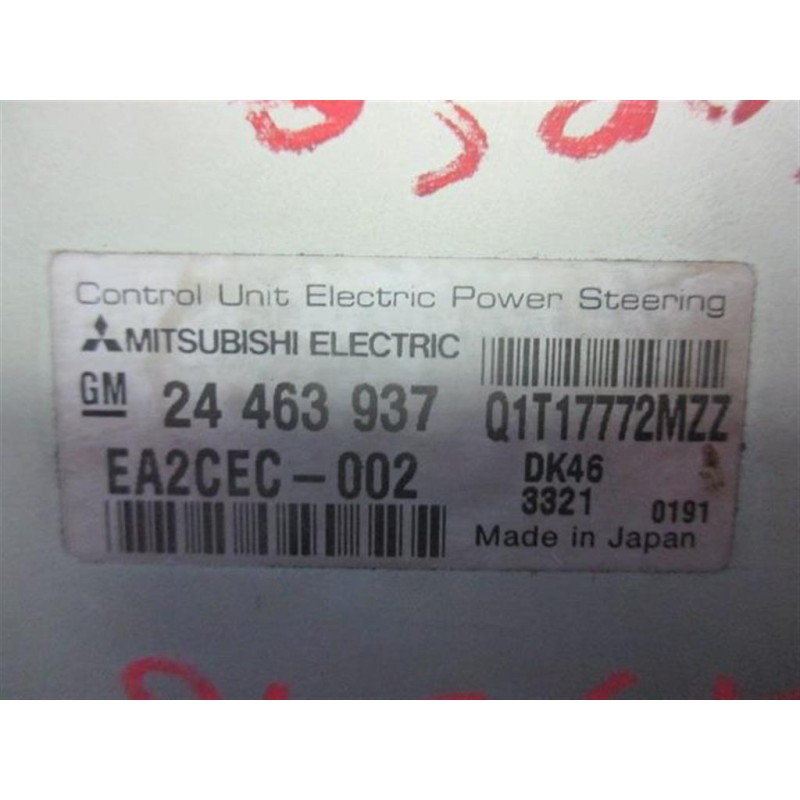 Control Unit Electric Power Steering
MITSUBISHI ELECTRIC
GM 24 463 937 Q1T17772MZZ
EA2CEC-002 DK46
3321 0191
Made in Japan